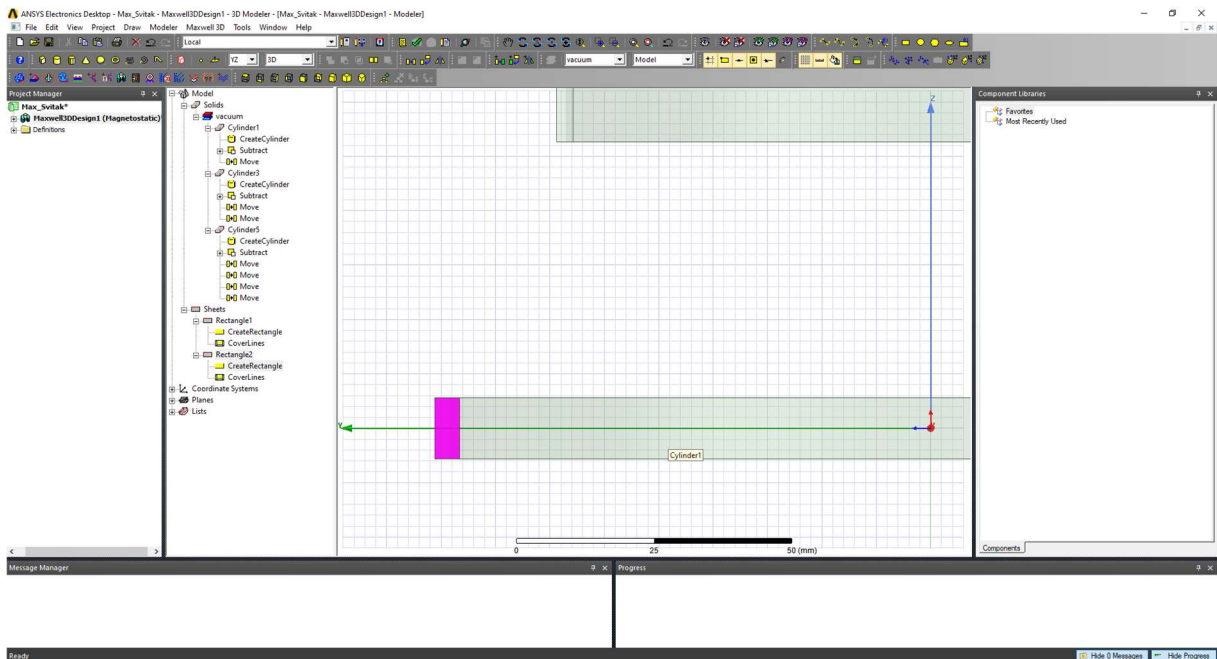 ANSYS Electronics Desktop - Max_Svitak - Maxwell3DDesign1 - 3D Modeler - [Max_Svitak - Maxwell3DDesign1 - Modeler]
File Edit View Project Draw Modeler Maxwell 3D Tools Window Help
Local
YZ 3D vacuum Model
Project Manager
Max_Svitak*
Maxwell3DDesign1 (Magnetostatic)
Definitions
Model
Solids
vacuum
Cylinder1
CreateCylinder
Subtract
Move
Cylinder3
CreateCylinder
Subtract
Move
Move
Cylinder5
CreateCylinder
Subtract
Move
Move
Move
Move
Sheets
Rectangle1
CreateRectangle
CoverLines
Rectangle2
CreateRectangle
CoverLines
Coordinate Systems
Planes
Lists
Z
Y
Cylinder1
0 25 50 (mm)
Component Libraries
Favorites
Most Recently Used
Components
Message Manager
Progress
Ready
Hide 0 Messages
Hide Progress